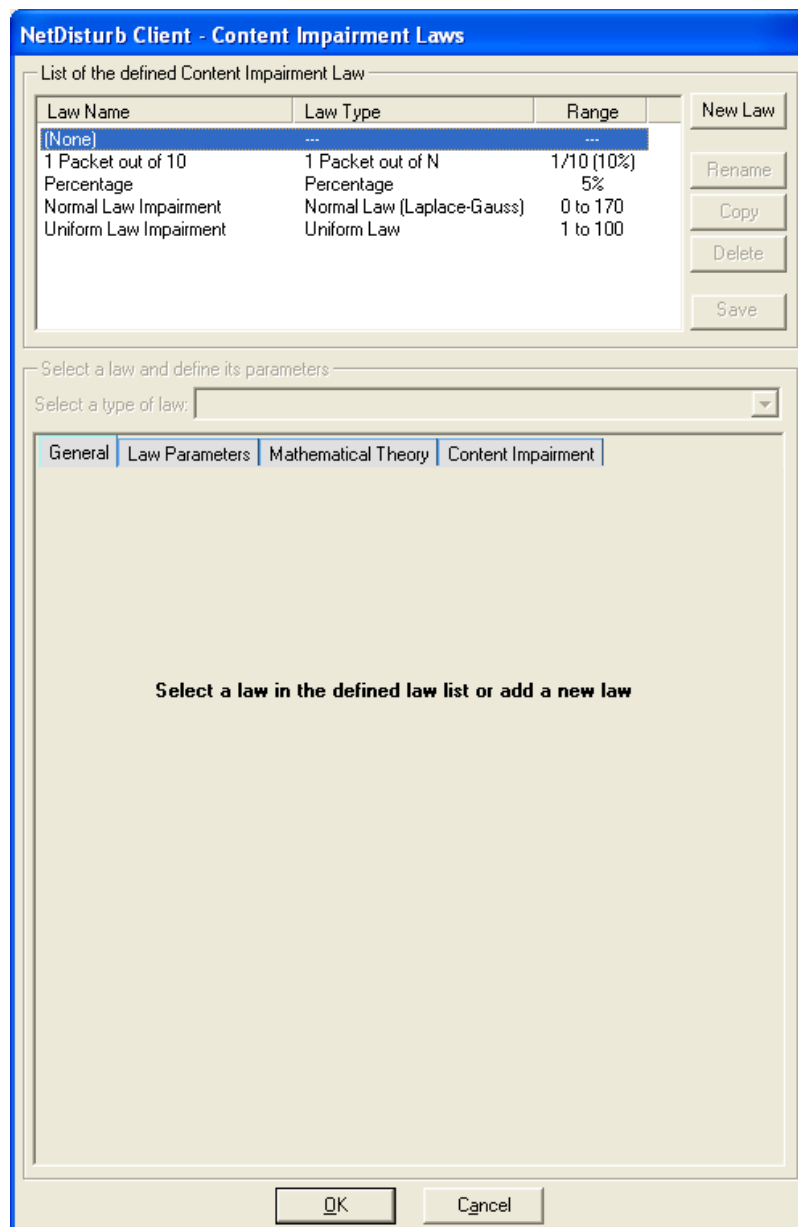 NetDisturb Client - Content Impairment Laws
List of the defined Content Impairment Law
Law Name Law Type Range
(None) --- ---
1 Packet out of 10 1 Packet out of N 1/10 (10%)
Percentage Percentage 5%
Normal Law Impairment Normal Law (Laplace-Gauss) 0 to 170
Uniform Law Impairment Uniform Law 1 to 100
New Law
Rename
Copy
Delete
Save
Select a law and define its parameters
Select a type of law:
General Law Parameters Mathematical Theory Content Impairment
Select a law in the defined law list or add a new law
OK Cancel